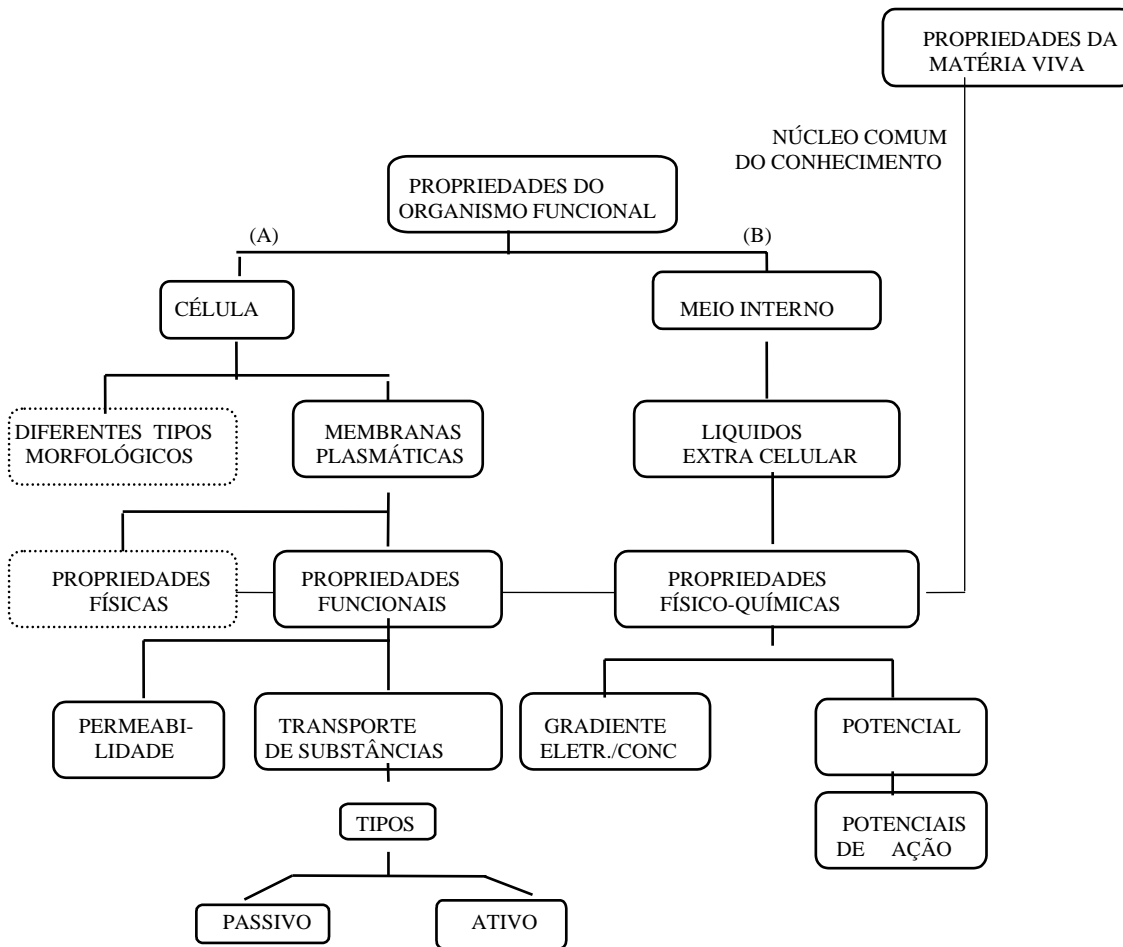 PROPRIEDADES DA
MATÉRIA VIVA
NÚCLEO COMUM
DO CONHECIMENTO
PROPRIEDADES DO
ORGANISMO FUNCIONAL
(A)
(B)
CÉLULA
MEIO INTERNO
DIFERENTES TIPOS
MORFOLÓGICOS
MEMBRANAS
PLASMÁTICAS
LIQUIDOS
EXTRA CELULAR
PROPRIEDADES
FÍSICAS
PROPRIEDADES
FUNCIONAIS
PROPRIEDADES
FÍSICO-QUÍMICAS
PERMEABI-
LIDADE
TRANSPORTE
DE SUBSTÂNCIAS
GRADIENTE
ELETR./CONC
POTENCIAL
TIPOS
POTENCIAIS
DE AÇÃO
PASSIVO
ATIVO